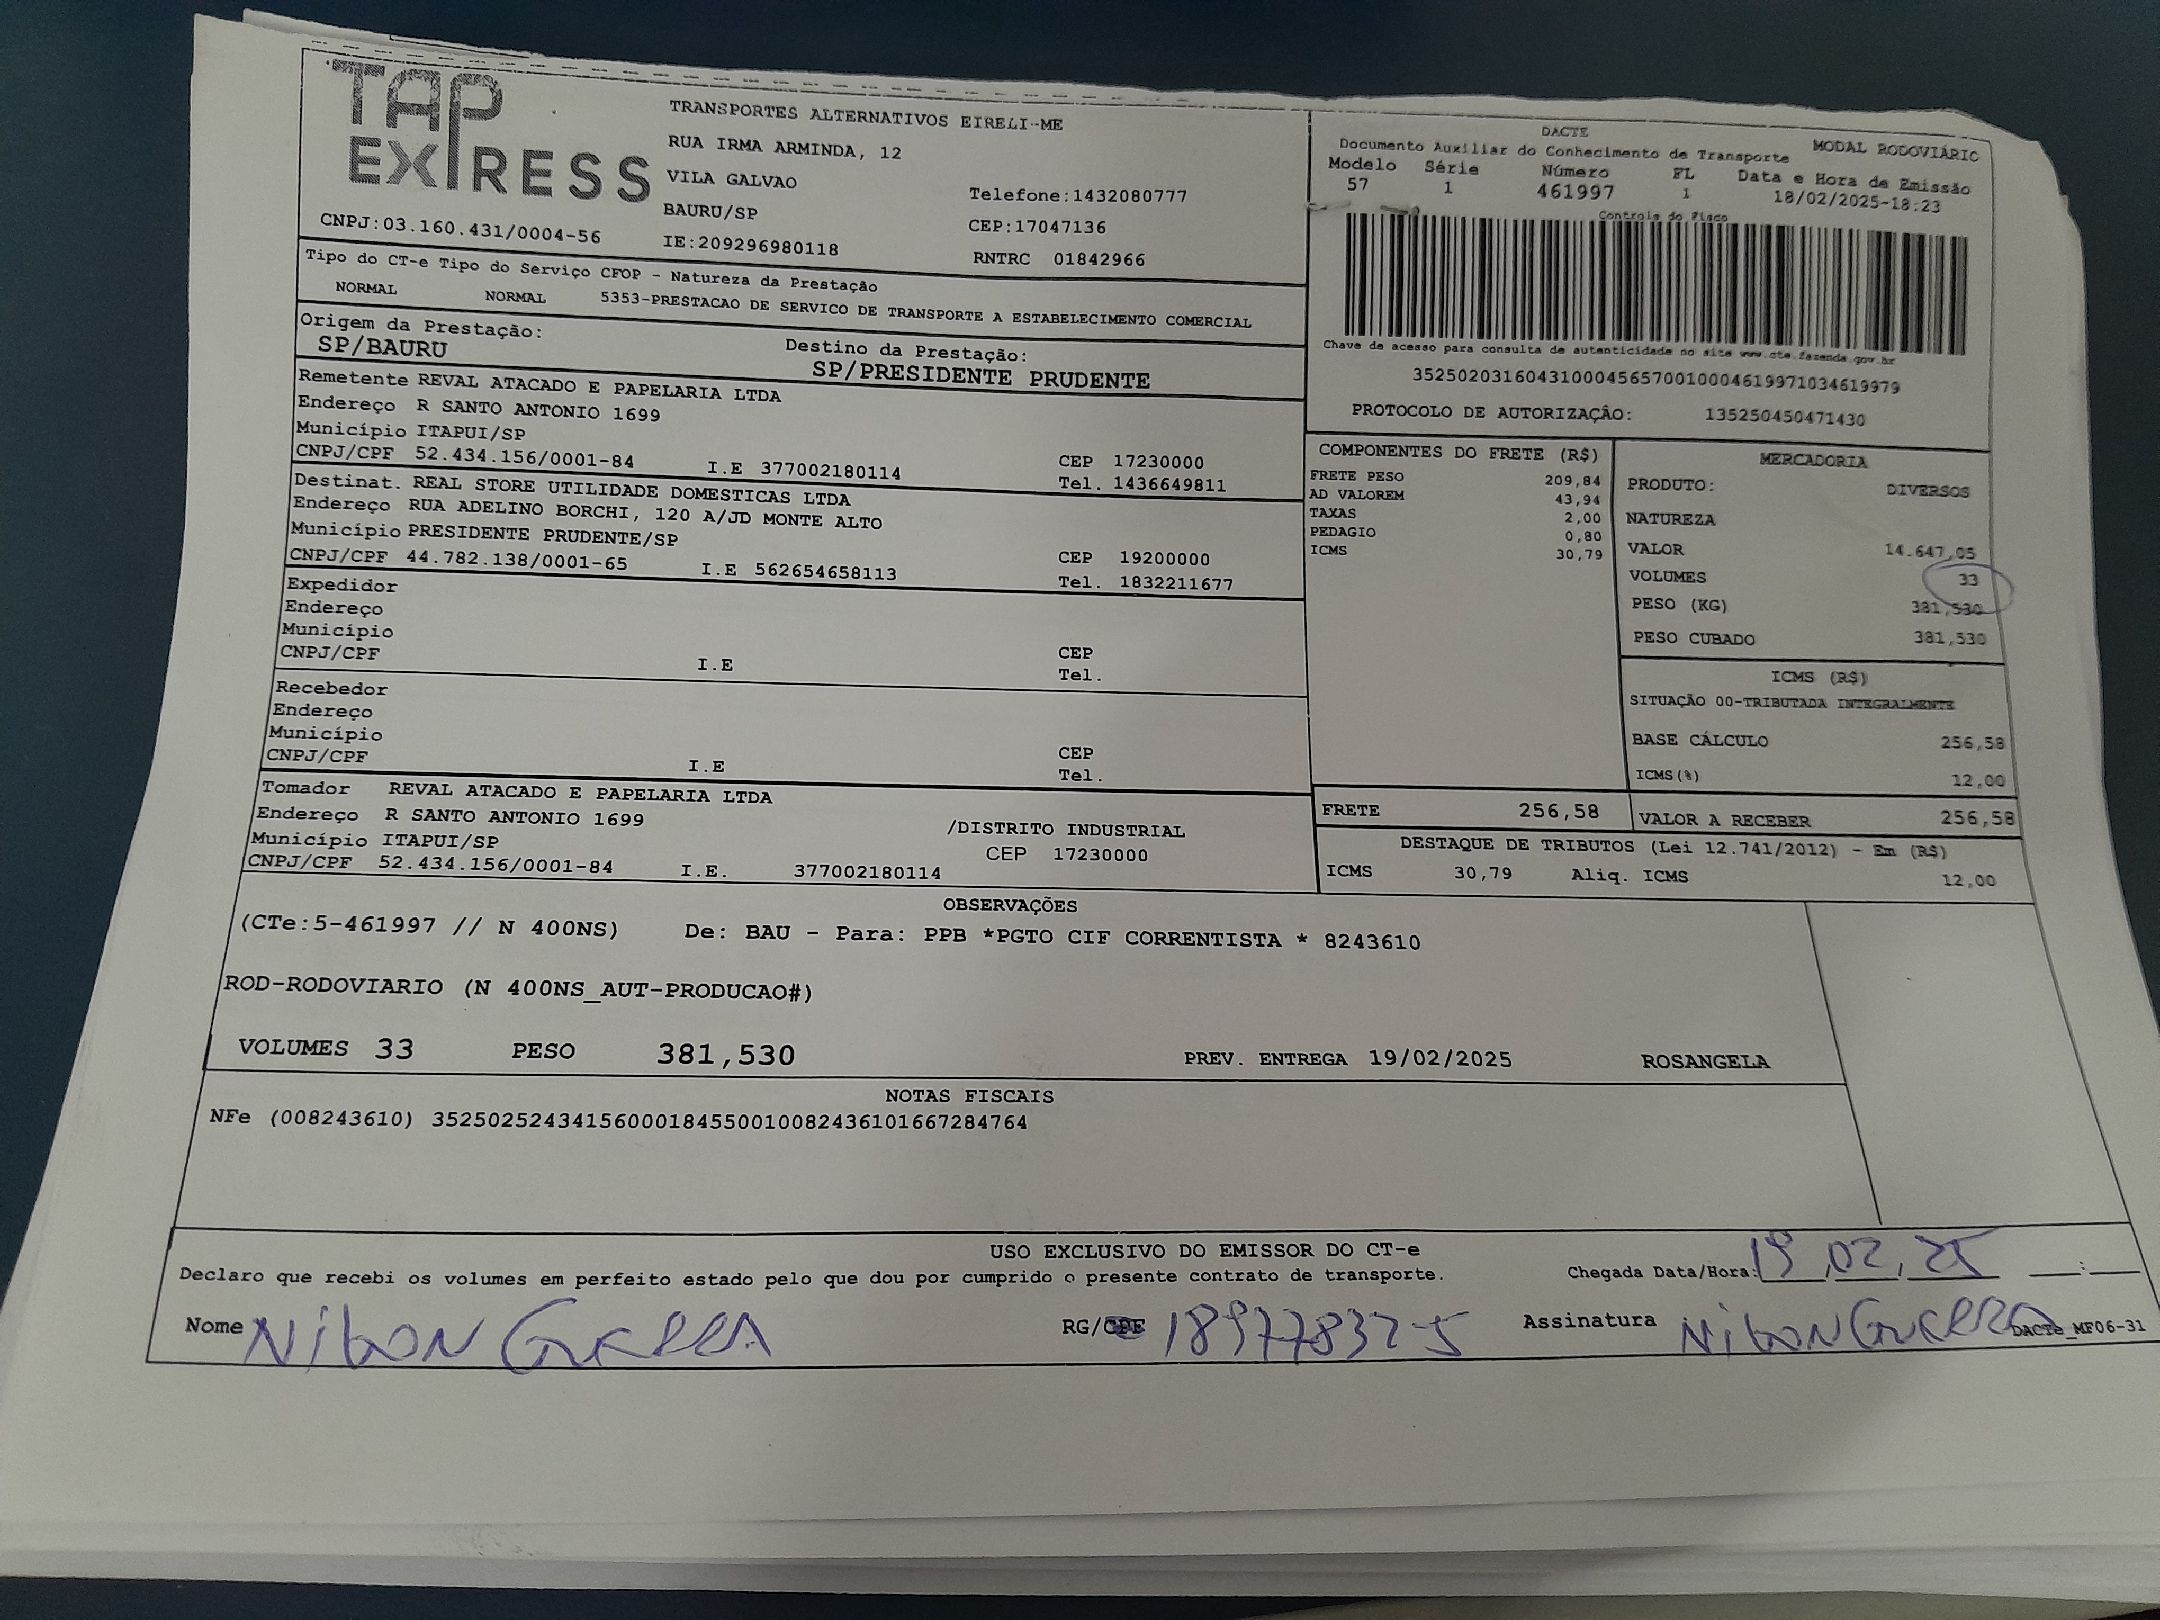 TAP
EXPRESS
TRANSPORTES ALTERNATIVOS EIRELI-ME
RUA IRMA ARMINDA, 12
VILA GALVAO
Telefone:1432080777
BAURU/SP
CEP:17047136
CNPJ:03.160.431/0004-56
IE:209296980118
RNTRC 01842966
DACTE
MODAL RODOVIÁRIO
Documento Auxiliar do Conhecimento de Transporte
Modelo Série Número FL Data e Hora de Emissão
57 1 461997 1 18/02/2025-18:23
Controle do Fisco
Chave de acesso para consulta de autenticidade no site www.cte.fazenda.gov.br
35250203160431000456570010004619971034619979
PROTOCOLO DE AUTORIZAÇÂO: 135250450471430
Tipo do CT-e Tipo do Serviço CFOP - Natureza da Prestação
NORMAL NORMAL 5353-PRESTACAO DE SERVICO DE TRANSPORTE A ESTABELECIMENTO COMERCIAL
Origem da Prestação:
SP/BAURU
Destino da Prestação:
SP/PRESIDENTE PRUDENTE
Remetente REVAL ATACADO E PAPELARIA LTDA
Endereço R SANTO ANTONIO 1699
Município ITAPUI/SP
CEP 17230000
CNPJ/CPF 52.434.156/0001-84 I.E 377002180114 Tel. 1436649811
Destinat. REAL STORE UTILIDADE DOMESTICAS LTDA
Endereço RUA ADELINO BORCHI, 120 A/JD MONTE ALTO
Município PRESIDENTE PRUDENTE/SP
CEP 19200000
CNPJ/CPF 44.782.138/0001-65 I.E 562654658113 Tel. 1832211677
Expedidor
Endereço
Município
CEP
CNPJ/CPF I.E Tel.
Recebedor
Endereço
Município
CEP
CNPJ/CPF I.E Tel.
Tomador REVAL ATACADO E PAPELARIA LTDA
Endereço R SANTO ANTONIO 1699 /DISTRITO INDUSTRIAL
Município ITAPUI/SP CEP 17230000
CNPJ/CPF 52.434.156/0001-84 I.E. 377002180114
COMPONENTES DO FRETE (R$)
FRETE PESO 209,84
AD VALOREM 43,94
TAXAS 2,00
PEDAGIO 0,80
ICMS 30,79
MERCADORIA
PRODUTO: DIVERSOS
NATUREZA
VALOR 14.647,05
VOLUMES 33
PESO (KG) 381,530
PESO CUBADO 381,530
ICMS (R$)
SITUAÇÃO 00-TRIBUTADA INTEGRALMENTE
BASE CÁLCULO 256,58
ICMS(%) 12,00
FRETE 256,58
VALOR A RECEBER 256,58
DESTAQUE DE TRIBUTOS (Lei 12.741/2012) - Em (R$)
ICMS 30,79 Aliq. ICMS 12,00
OBSERVAÇÕES
(CTe:5-461997 // N 400NS) De: BAU - Para: PPB *PGTO CIF CORRENTISTA * 8243610
ROD-RODOVIARIO (N 400NS_AUT-PRODUCAO#)
VOLUMES 33 PESO 381,530 PREV. ENTREGA 19/02/2025 ROSANGELA
NOTAS FISCAIS
NFe (008243610) 35250252434156000184550010082436101667284764
USO EXCLUSIVO DO EMISSOR DO CT-e
Declaro que recebi os volumes em perfeito estado pelo que dou por cumprido o presente contrato de transporte.
Chegada Data/Hora: 19,02,25 :
Nome Nilson Guerra RG/CPF 189778325 Assinatura Nilson Guerra
DACTe_MF06-31